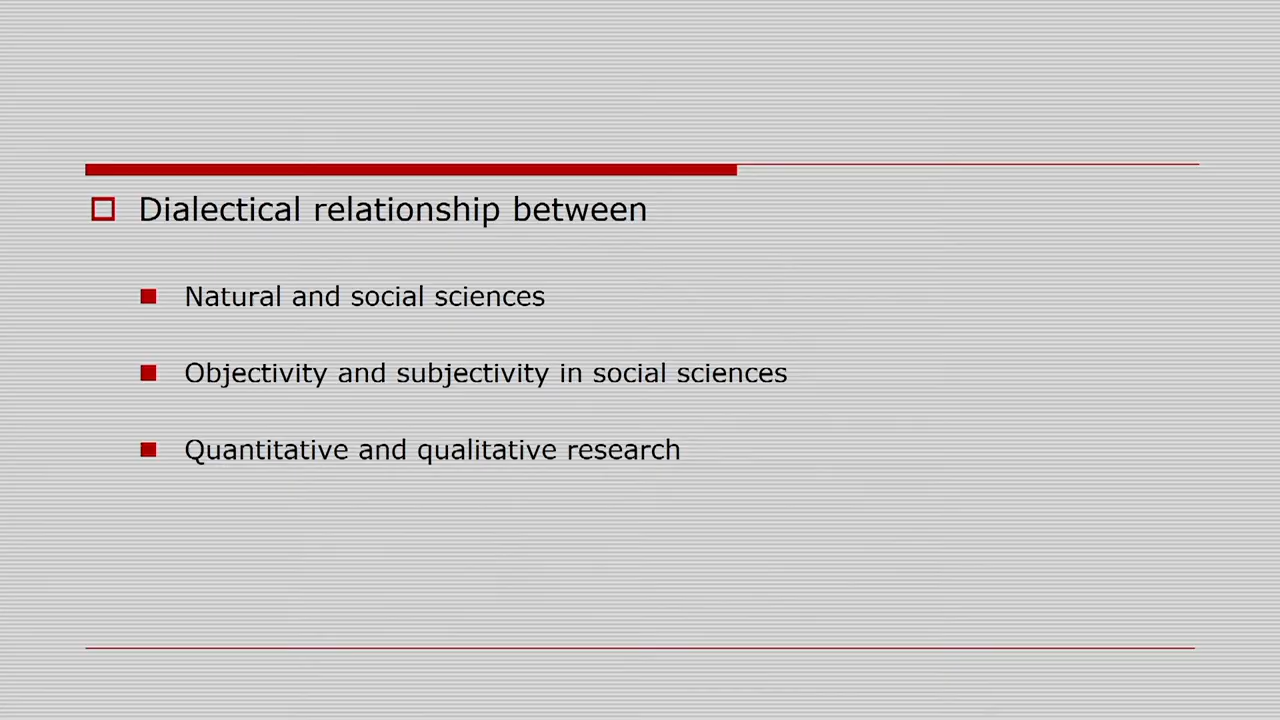 Dialectical relationship between
Natural and social sciences
Objectivity and subjectivity in social sciences
Quantitative and qualitative research